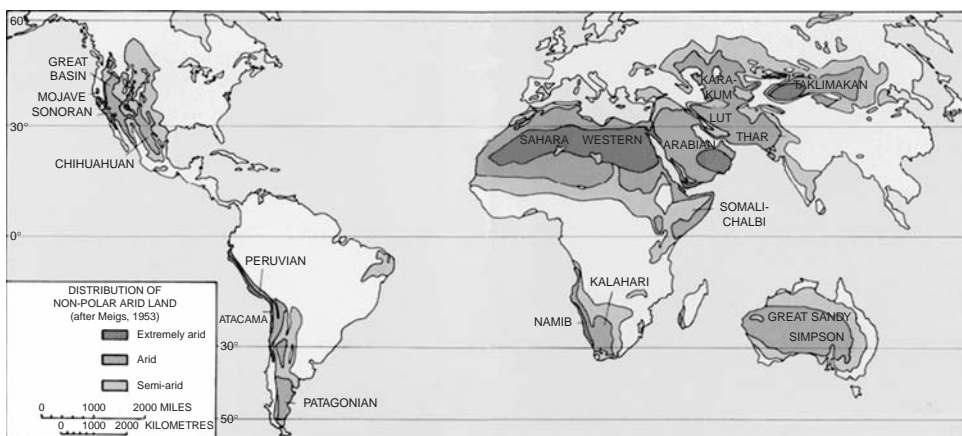 60°
GREAT
BASIN
MOJAVE
SONORAN
30°
CHIHUAHUAN
0°
PERUVIAN
ATACAMA
30°
PATAGONIAN
50°
KARA-
KUM
TAKLIMAKAN
LUT
THAR
SAHARA WESTERN
ARABIAN
SOMALI-
CHALBI
KALAHARI
NAMIB
GREAT SANDY
SIMPSON
DISTRIBUTION OF
NON-POLAR ARID LAND
(after Meigs, 1953)
Extremely arid
Arid
Semi-arid
0 1000 2000 MILES
0 1000 2000 KILOMETRES